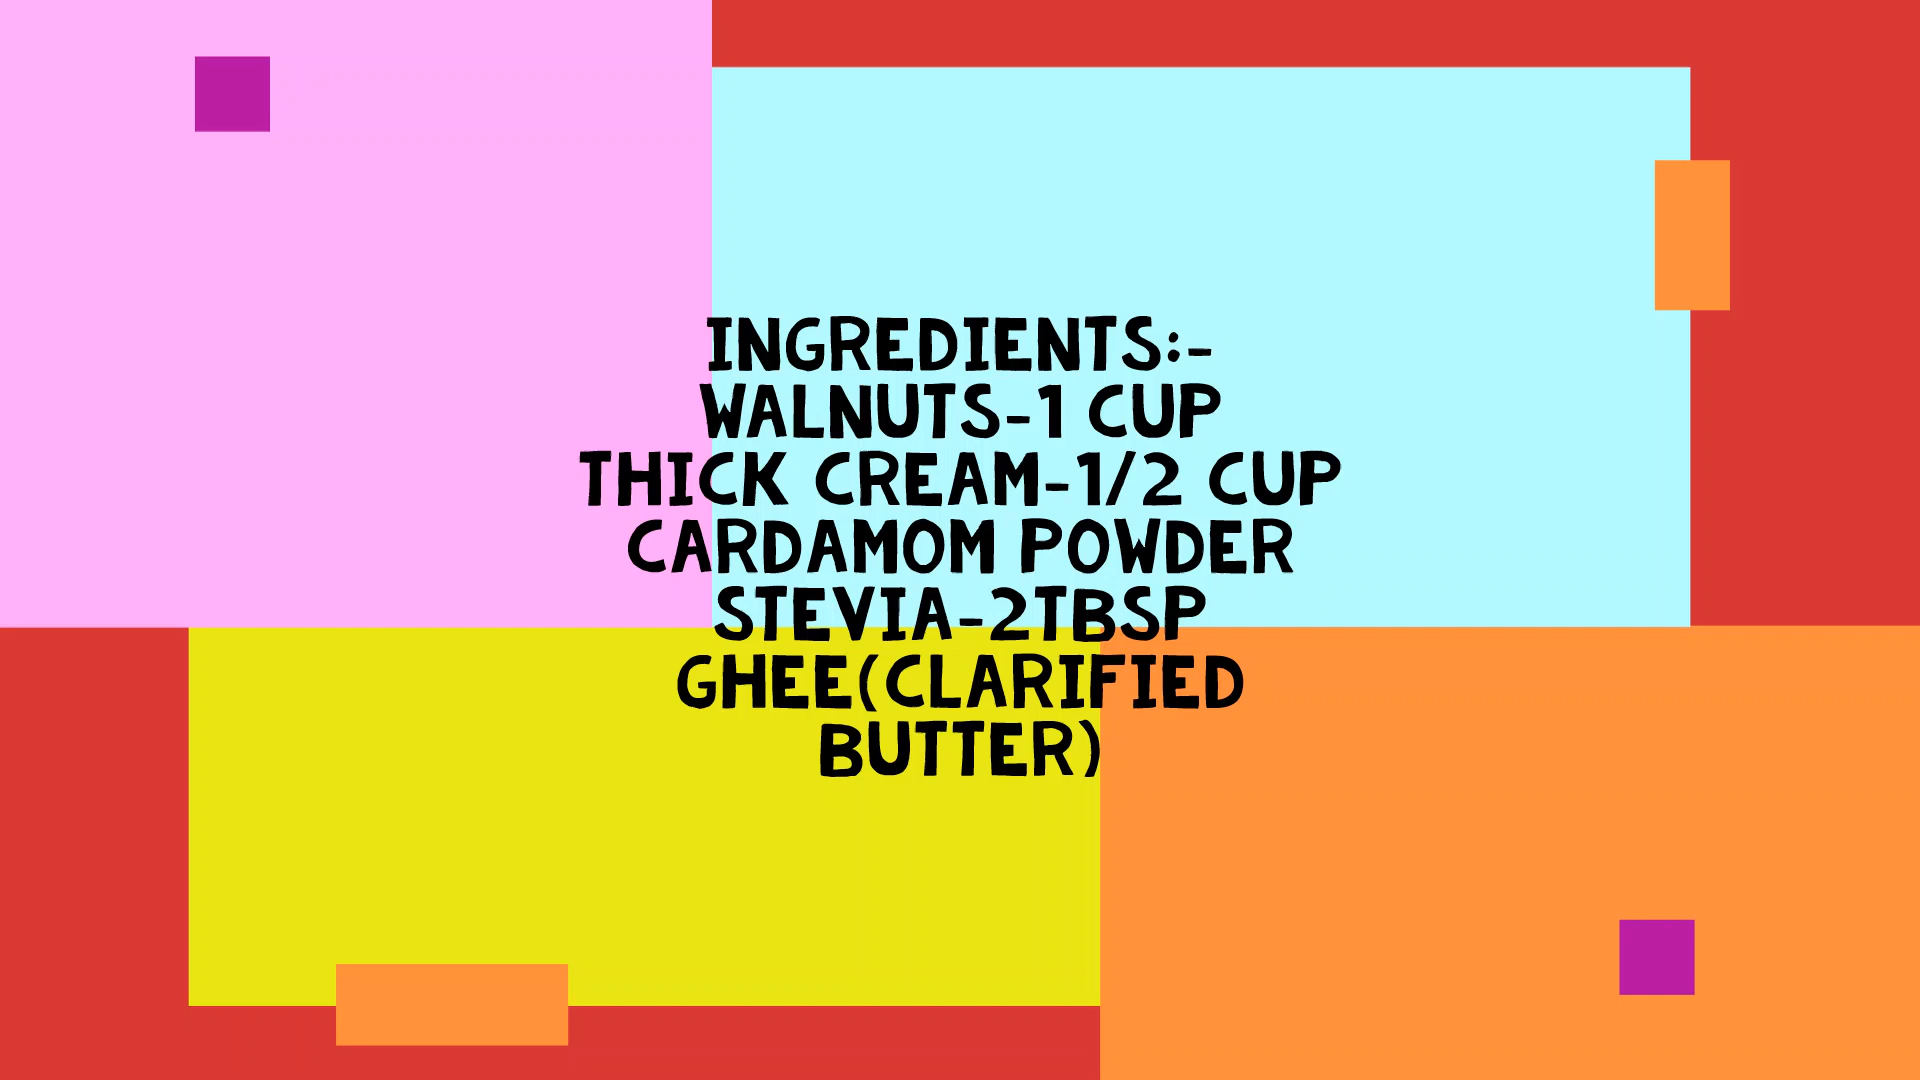 INGREDIENTS:-
WALNUTS-1 CUP
THICK CREAM-1/2 CUP
CARDAMOM POWDER
STEVIA-2TBSP
GHEE(CLARIFIED
BUTTER)